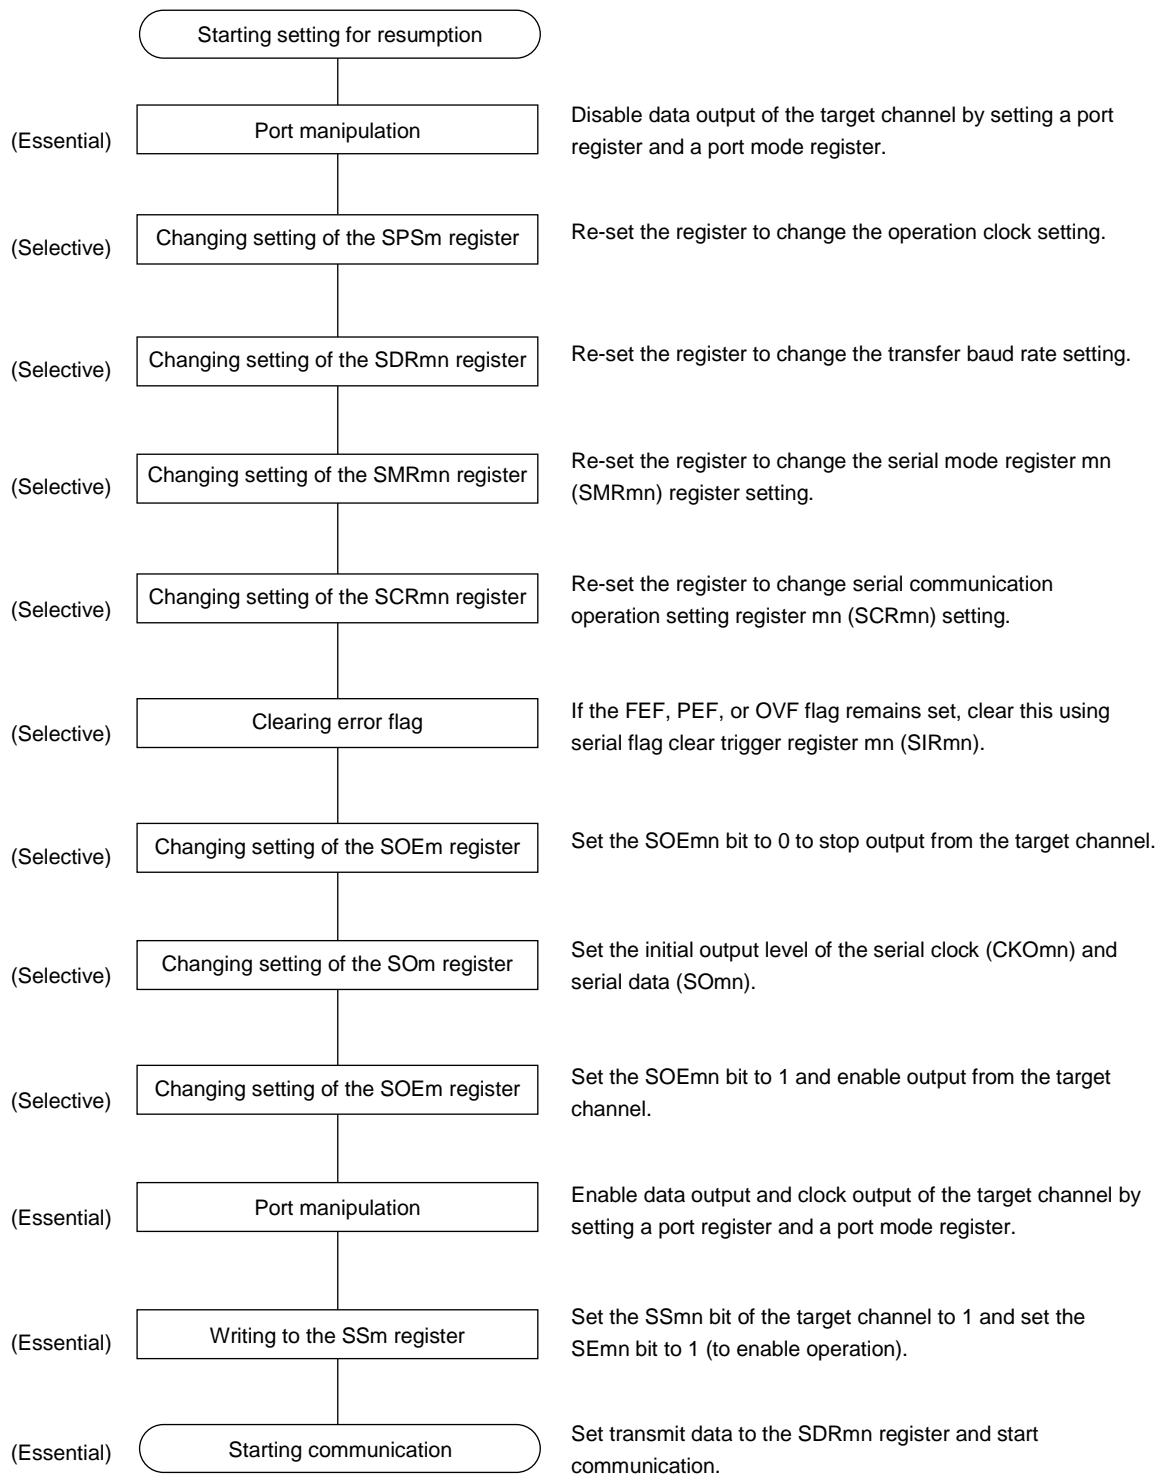 Starting setting for resumption
(Essential)
Port manipulation
Disable data output of the target channel by setting a port
register and a port mode register.
(Selective)
Changing setting of the SPSm register
Re-set the register to change the operation clock setting.
(Selective)
Changing setting of the SDRmn register
Re-set the register to change the transfer baud rate setting.
(Selective)
Changing setting of the SMRmn register
Re-set the register to change the serial mode register mn
(SMRmn) register setting.
(Selective)
Changing setting of the SCRmn register
Re-set the register to change serial communication
operation setting register mn (SCRmn) setting.
(Selective)
Clearing error flag
If the FEF, PEF, or OVF flag remains set, clear this using
serial flag clear trigger register mn (SIRmn).
(Selective)
Changing setting of the SOEm register
Set the SOEmn bit to 0 to stop output from the target channel.
(Selective)
Changing setting of the SOm register
Set the initial output level of the serial clock (CKOmn) and
serial data (SOmn).
(Selective)
Changing setting of the SOEm register
Set the SOEmn bit to 1 and enable output from the target
channel.
(Essential)
Port manipulation
Enable data output and clock output of the target channel by
setting a port register and a port mode register.
(Essential)
Writing to the SSm register
Set the SSmn bit of the target channel to 1 and set the
SEmn bit to 1 (to enable operation).
(Essential)
Starting communication
Set transmit data to the SDRmn register and start
communication.